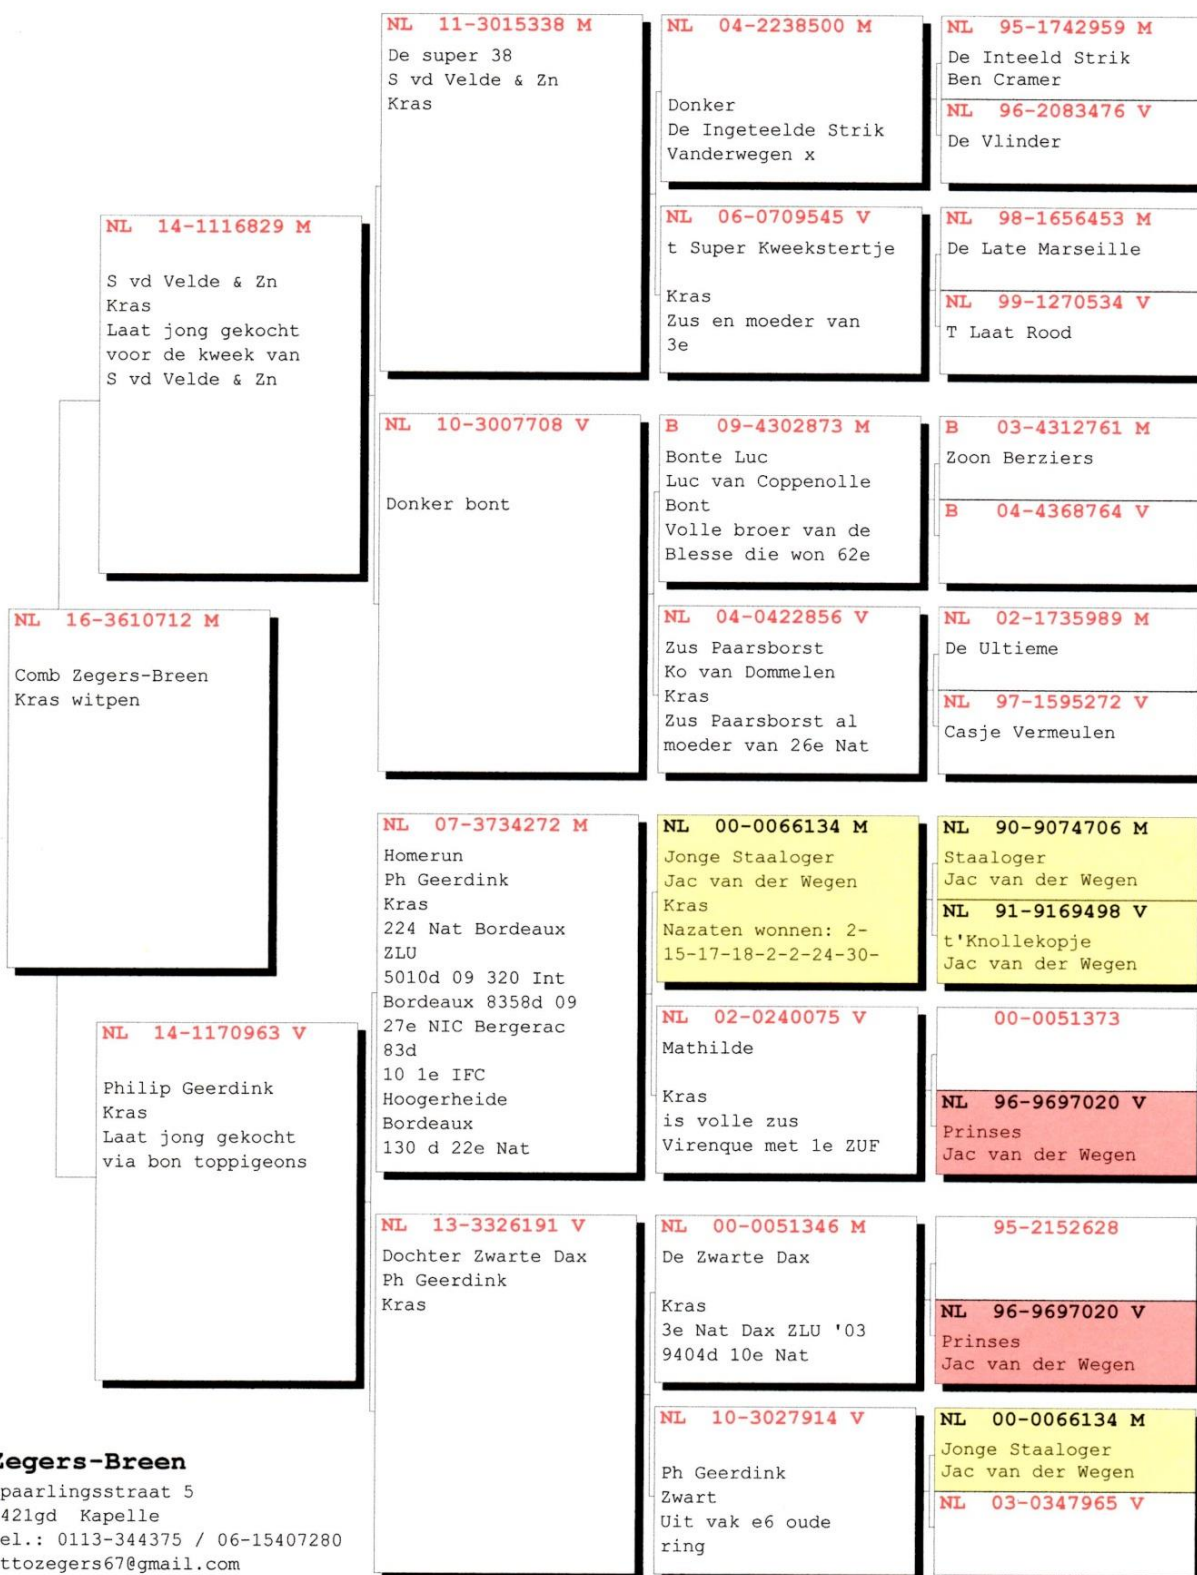 NL 16-3610712 M
Comb Zegers-Breen
Kras witpen
NL 14-1116829 M
S vd Velde & Zn
Kras
Laat jong gekocht
voor de kweek van
S vd Velde & Zn
NL 14-1170963 V
Philip Geerdink
Kras
Laat jong gekocht
via bon toppigeons
NL 11-3015338 M
De super 38
S vd Velde & Zn
Kras
NL 10-3007708 V
Donker bont
NL 07-3734272 M
Homerun
Ph Geerdink
Kras
224 Nat Bordeaux
ZLU
5010d 09 320 Int
Bordeaux 8358d 09
27e NIC Bergerac
83d
10 1e IFC
Hoogerheide
Bordeaux
130 d 22e Nat
NL 13-3326191 V
Dochter Zwarte Dax
Ph Geerdink
Kras
NL 04-2238500 M
Donker
De Ingeteelde Strik
Vanderwegen x
NL 06-0709545 V
t Super Kweekstertje
Kras
Zus en moeder van
3e
B 09-4302873 M
Bonte Luc
Luc van Coppenolle
Bont
Volle broer van de
Blesse die won 62e
NL 04-0422856 V
Zus Paarsborst
Ko van Dommelen
Kras
Zus Paarsborst al
moeder van 26e Nat
NL 00-0066134 M
Jonge Staaloger
Jac van der Wegen
Kras
Nazaten wonnen: 2-
15-17-18-2-2-24-30-
NL 02-0240075 V
Mathilde
Kras
is volle zus
Virenque met 1e ZUF
NL 00-0051346 M
De Zwarte Dax
Kras
3e Nat Dax ZLU '03
9404d 10e Nat
NL 10-3027914 V
Ph Geerdink
Zwart
Uit vak e6 oude
ring
NL 95-1742959 M
De Inteeld Strik
Ben Cramer
NL 96-2083476 V
De Vlinder
NL 98-1656453 M
De Late Marseille
NL 99-1270534 V
T Laat Rood
B 03-4312761 M
Zoon Berziers
B 04-4368764 V
NL 02-1735989 M
De Ultieme
NL 97-1595272 V
Casje Vermeulen
NL 90-9074706 M
Staaloger
Jac van der Wegen
NL 91-9169498 V
t'Knollekopje
Jac van der Wegen
00-0051373
NL 96-9697020 V
Prinses
Jac van der Wegen
95-2152628
NL 96-9697020 V
Prinses
Jac van der Wegen
NL 00-0066134 M
Jonge Staaloger
Jac van der Wegen
NL 03-0347965 V
Zegers-Breen
paarlingsstraat 5
421gd Kapelle
el.: 0113-344375 / 06-15407280
ttozegers67@gmail.com